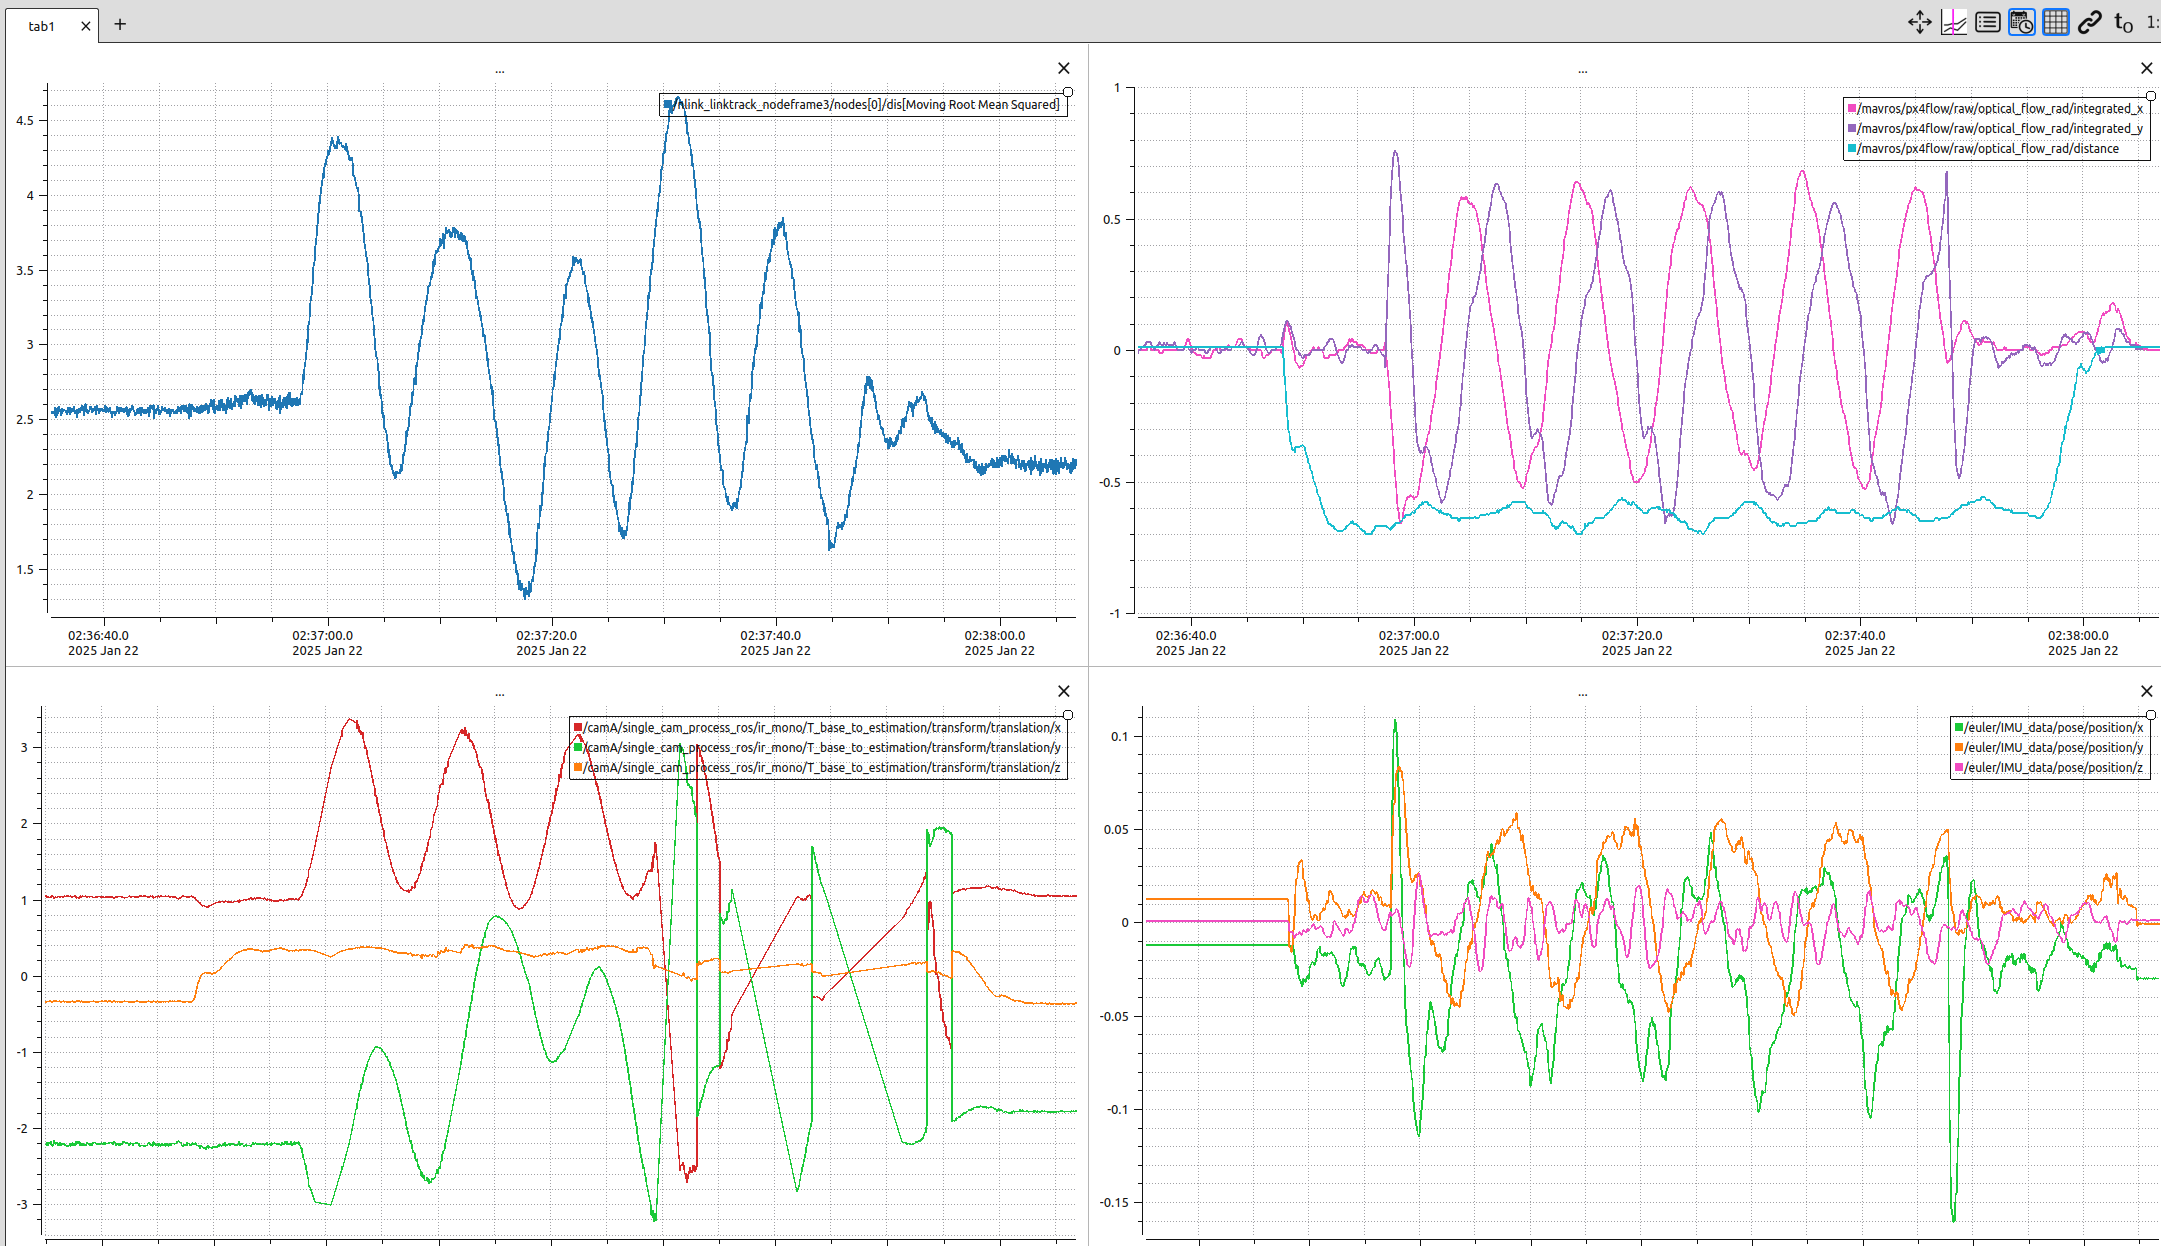 tab1
t0
1:
...
/nlink_linktrack_nodeframe3/nodes[0]/dis[Moving Root Mean Squared]
4.5
4
3.5
3
2.5
2
1.5
02:36:40.0 02:37:00.0 02:37:20.0 02:37:40.0 02:38:00.0
2025 Jan 22 2025 Jan 22 2025 Jan 22 2025 Jan 22 2025 Jan 22
...
/mavros/px4flow/raw/optical_flow_rad/integrated_x
/mavros/px4flow/raw/optical_flow_rad/integrated_y
/mavros/px4flow/raw/optical_flow_rad/distance
1
0.5
0
-0.5
-1
02:36:40.0 02:37:00.0 02:37:20.0 02:37:40.0 02:38:00.0
2025 Jan 22 2025 Jan 22 2025 Jan 22 2025 Jan 22 2025 Jan 22
...
/camA/single_cam_process_ros/ir_mono/T_base_to_estimation/transform/translation/x
/camA/single_cam_process_ros/ir_mono/T_base_to_estimation/transform/translation/y
/camA/single_cam_process_ros/ir_mono/T_base_to_estimation/transform/translation/z
3
2
1
0
-1
-2
-3
...
/euler/IMU_data/pose/position/x
/euler/IMU_data/pose/position/y
/euler/IMU_data/pose/position/z
0.1
0.05
0
-0.05
-0.1
-0.15